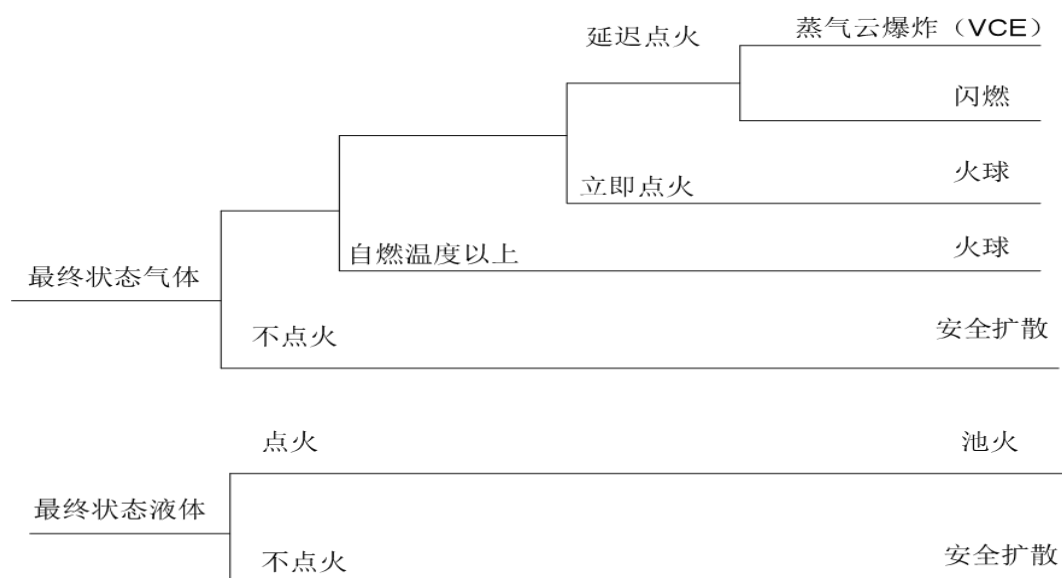 延迟点火
蒸气云爆炸（VCE）
闪燃
立即点火
火球
自燃温度以上
火球
最终状态气体
不点火
安全扩散
点火
池火
最终状态液体
不点火
安全扩散